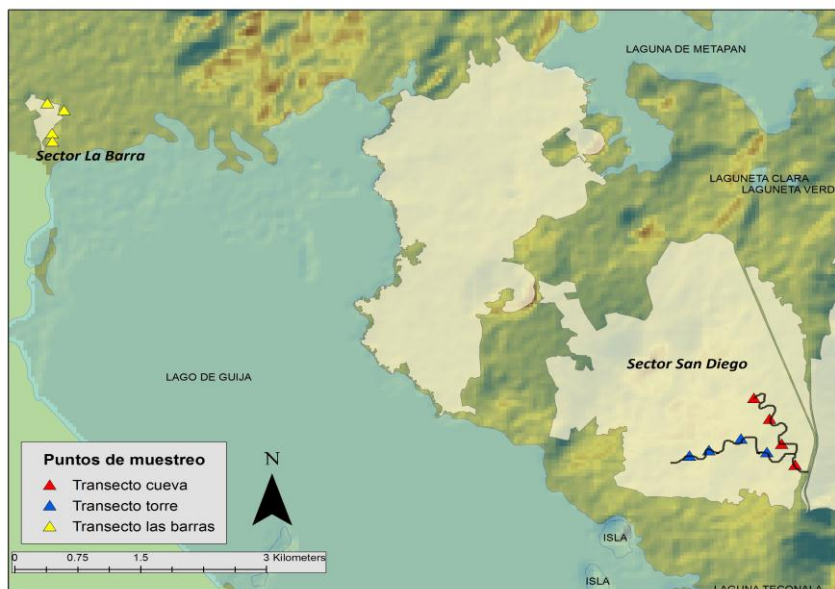 LAGUNA DE METAPAN
Sector La Barra
LAGUNETA CLARA
LAGUNETA VERD
Sector San Diego
LAGO DE GUIJA
Puntos de muestreo
Transecto cueva
Transecto torre
Transecto las barras
N
0 0.75 1.5 3 Kilometers
ISLA
ISLA
LAGUNA TECONALA